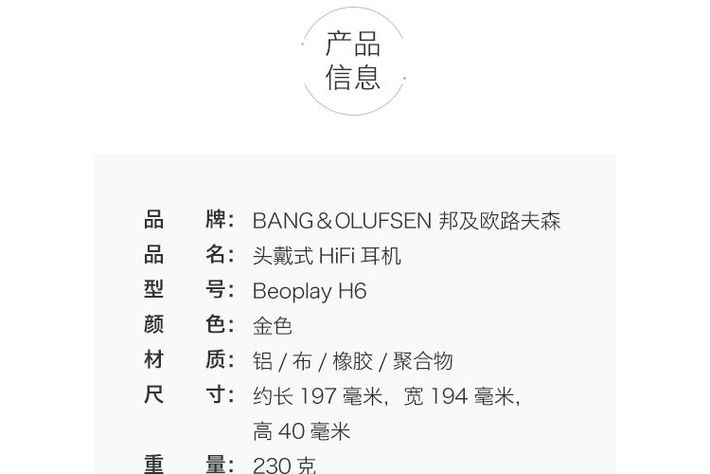 产品
信息
品 牌：BANG＆OLUFSEN 邦及欧路夫森
品 名：头戴式 HiFi 耳机
型 号：Beoplay H6
颜 色：金色
材 质：铝 / 布 / 橡胶 / 聚合物
尺 寸：约长 197 毫米，宽 194 毫米，
高 40 毫米
重 量：230 克